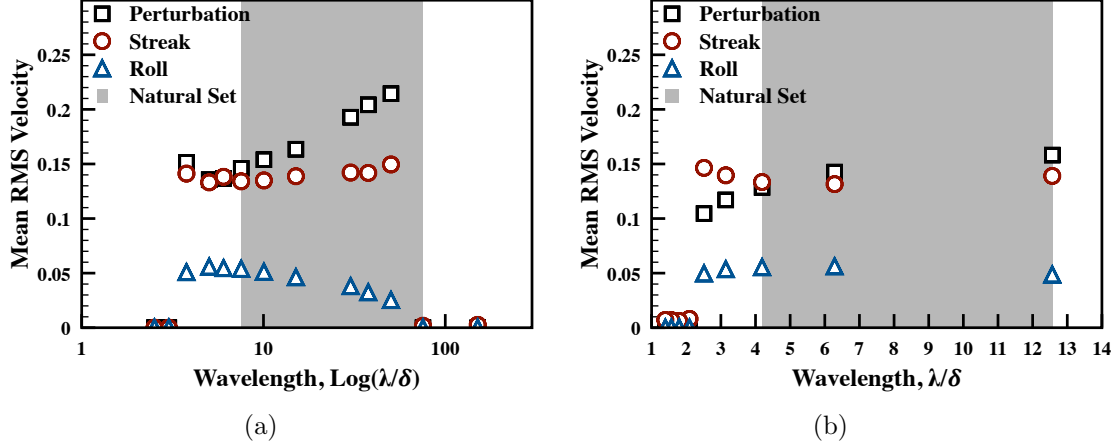 Perturbation
Streak
Roll
Natural Set
0.25
0.2
0.15
0.1
0.05
0
Mean RMS Velocity
1 10 100
Wavelength, Log(λ/δ)
(a)
Perturbation
Streak
Roll
Natural Set
0.25
0.2
0.15
0.1
0.05
0
Mean RMS Velocity
1 2 3 4 5 6 7 8 9 10 11 12 13 14
Wavelength, λ/δ
(b)